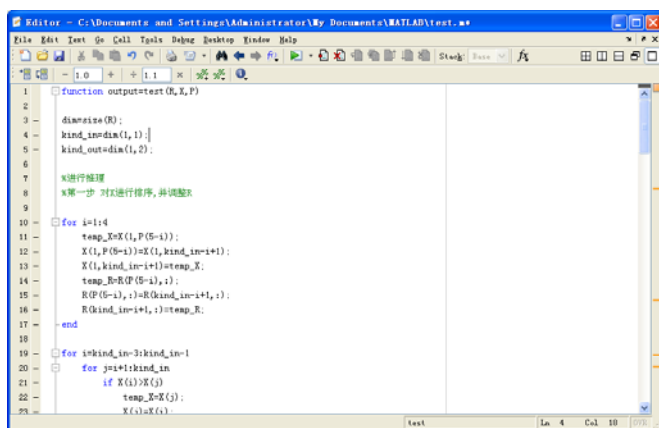 Editor - C:\Documents and Settings\Administrator\My Documents\MATLAB\test.m*
File Edit Text Go Cell Tools Debug Desktop Window Help
Stack: Base fx
- 1.0 + ÷ 1.1 ×
1 function output=test(R,X,P)
2
3 - dim=size(R);
4 - kind_in=dim(1,1);
5 - kind_out=dim(1,2);
6
7 %进行推理
8 %第一步 对X进行排序,并调整R
9
10 - for i=1:4
11 - temp_X=X(1,P(5-i));
12 - X(1,P(5-i))=X(1,kind_in-i+1);
13 - X(1,kind_in-i+1)=temp_X;
14 - temp_R=R(P(5-i),:);
15 - R(P(5-i),:)=R(kind_in-i+1,:);
16 - R(kind_in-i+1,:)=temp_R;
17 - end
18
19 - for i=kind_in-3:kind_in-1
20 - for j=i+1:kind_in
21 - if X(i)>X(j)
22 - temp_X=X(j);
23 - X(j)=X(i);
test Ln 4 Col 18 OVR